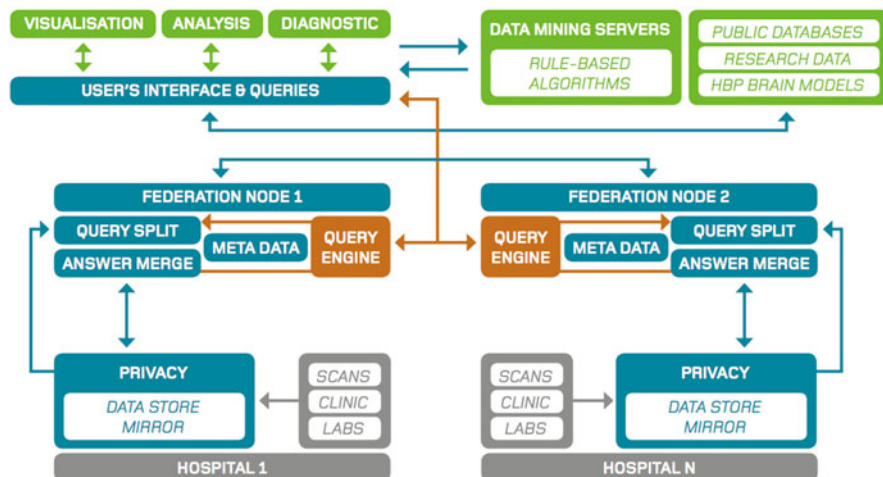 VISUALISATION
ANALYSIS
DIAGNOSTIC
USER'S INTERFACE & QUERIES
DATA MINING SERVERS
RULE-BASED
ALGORITHMS
PUBLIC DATABASES
RESEARCH DATA
HBP BRAIN MODELS
FEDERATION NODE 1
QUERY SPLIT
META DATA
ANSWER MERGE
QUERY
ENGINE
FEDERATION NODE 2
QUERY
ENGINE
META DATA
QUERY SPLIT
ANSWER MERGE
PRIVACY
DATA STORE
MIRROR
SCANS
CLINIC
LABS
HOSPITAL 1
SCANS
CLINIC
LABS
PRIVACY
DATA STORE
MIRROR
HOSPITAL N